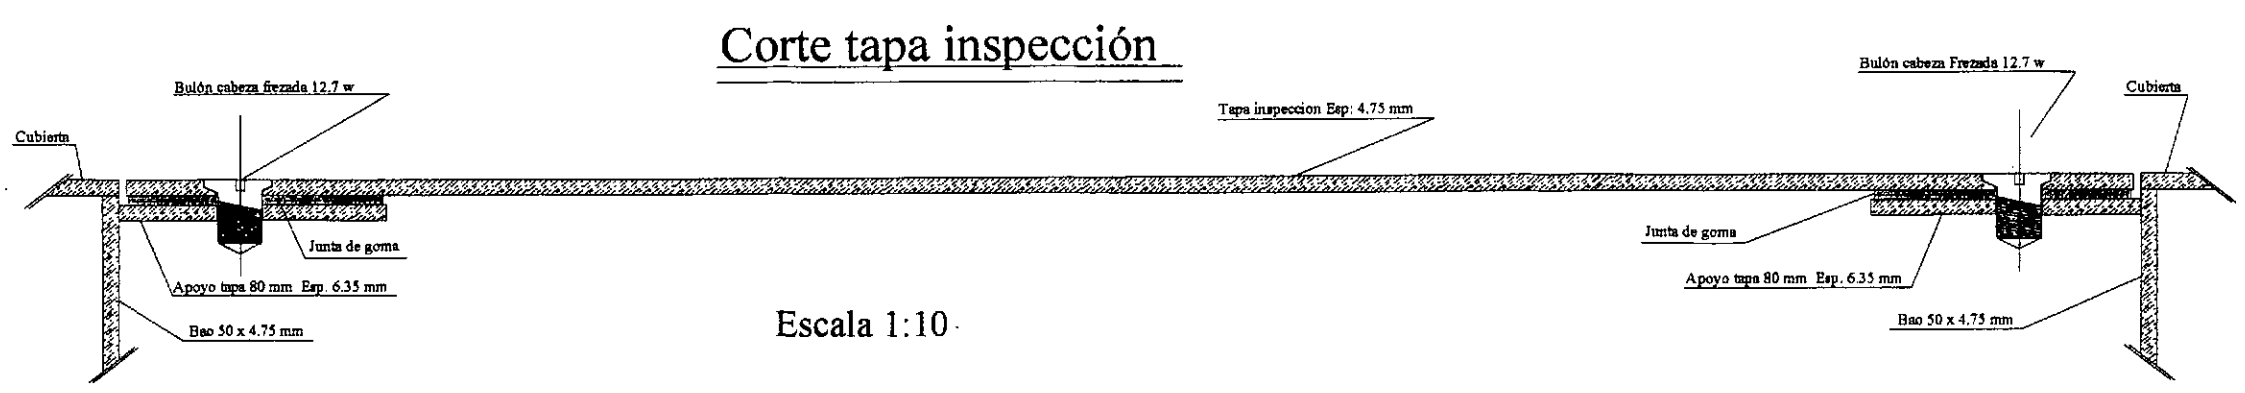 Corte tapa inspección
Bulón cabeza frezada 12.7 w
Bulón cabeza Frezada 12.7 w
Cubierta
Tapa inspeccion Esp: 4.75 mm
Cubierta
Junta de goma
Junta de goma
Apoyo tapa 80 mm Esp. 6.35 mm
Apoyo tapa 80 mm Esp. 6.35 mm
Bao 50 x 4.75 mm
Escala 1:10
Bao 50 x 4.75 mm